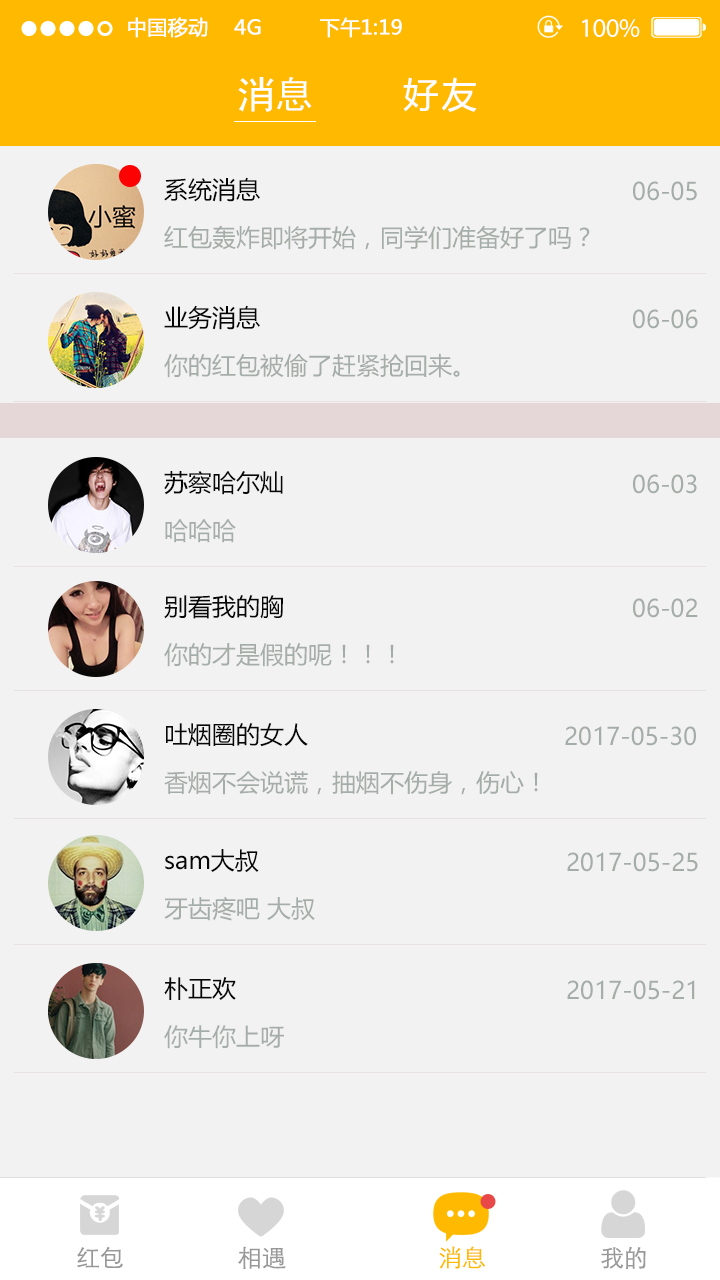 中国移动 4G 下午1:19 100%
消息 好友
小蜜
系统消息 06-05
红包轰炸即将开始，同学们准备好了吗？
业务消息 06-06
你的红包被偷了赶紧抢回来。
苏察哈尔灿 06-03
哈哈哈
别看我的胸 06-02
你的才是假的呢！！！
吐烟圈的女人 2017-05-30
香烟不会说谎，抽烟不伤身，伤心！
sam大叔 2017-05-25
牙齿疼吧 大叔
朴正欢 2017-05-21
你牛你上呀
红包 相遇 消息 我的